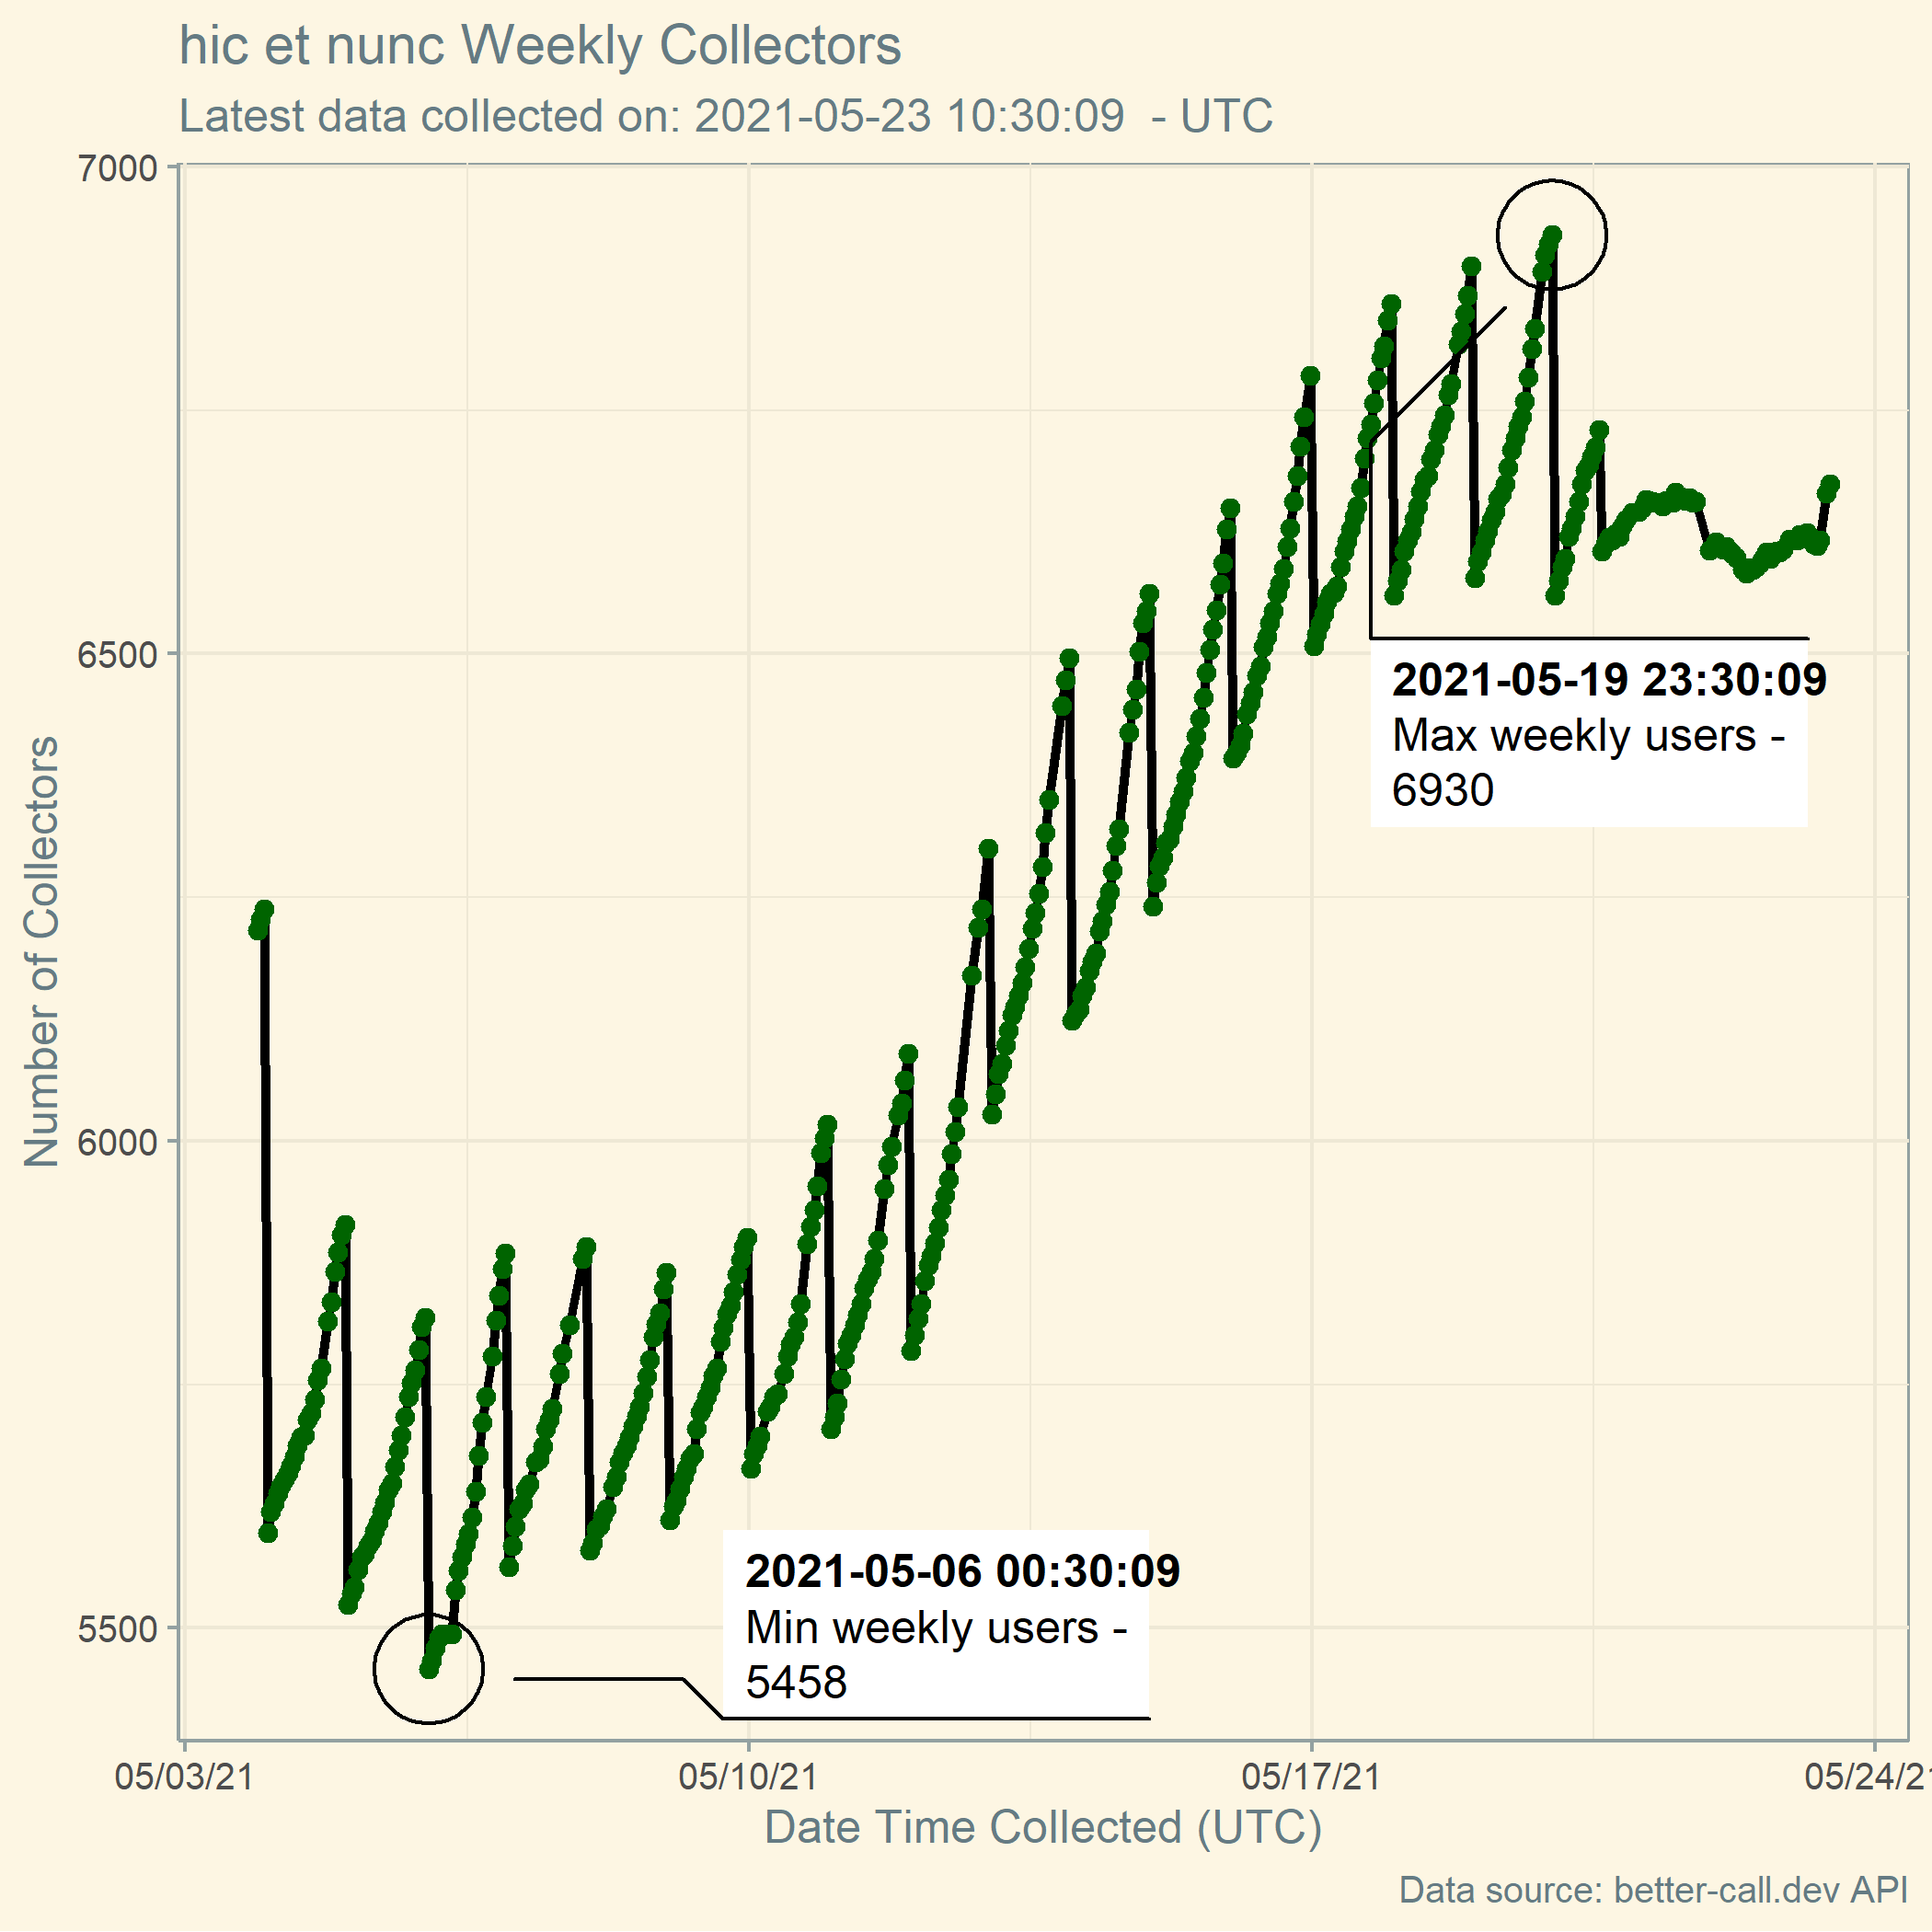 hic et nunc Weekly Collectors
Latest data collected on: 2021-05-23 10:30:09  - UTC
Number of Collectors
7000
6500
6000
5500
2021-05-19 23:30:09
Max weekly users -
6930
2021-05-06 00:30:09
Min weekly users -
5458
05/03/21
05/10/21
05/17/21
05/24/21
Date Time Collected (UTC)
Data source: better-call.dev API